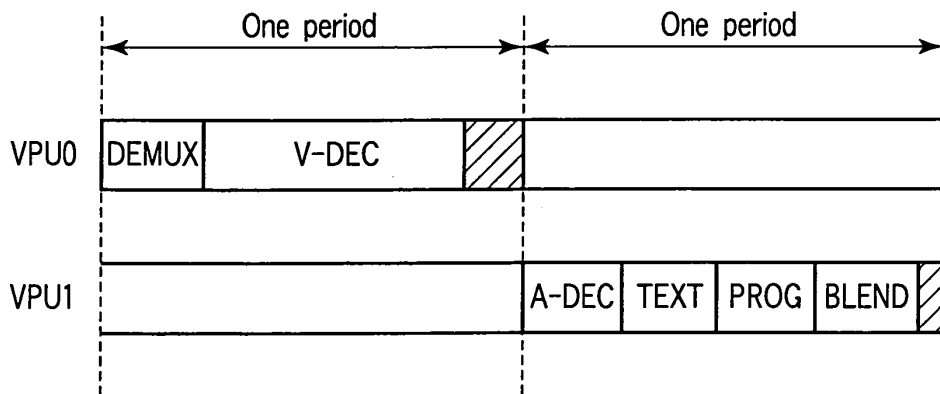 One period One period
VPU0 DEMUX V-DEC
VPU1 A-DEC TEXT PROG BLEND